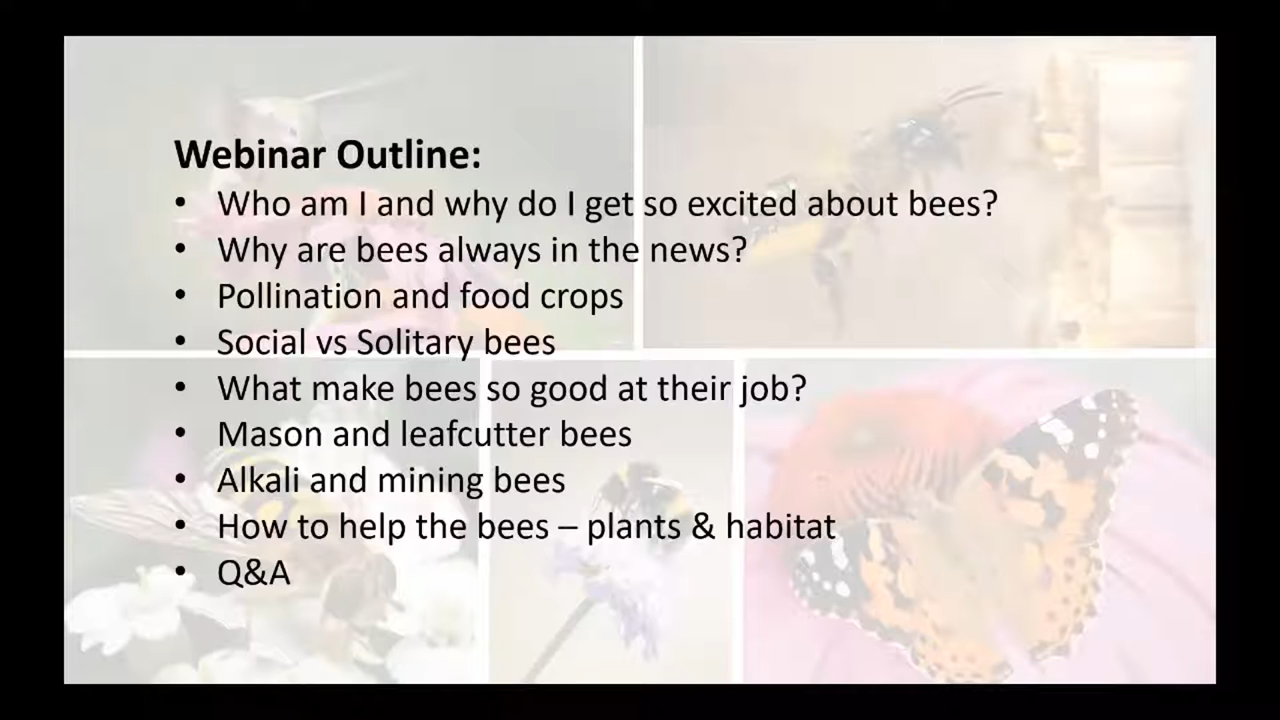 Webinar Outline:
• Who am I and why do I get so excited about bees?
• Why are bees always in the news?
• Pollination and food crops
• Social vs Solitary bees
• What make bees so good at their job?
• Mason and leafcutter bees
• Alkali and mining bees
• How to help the bees – plants & habitat
• Q&A